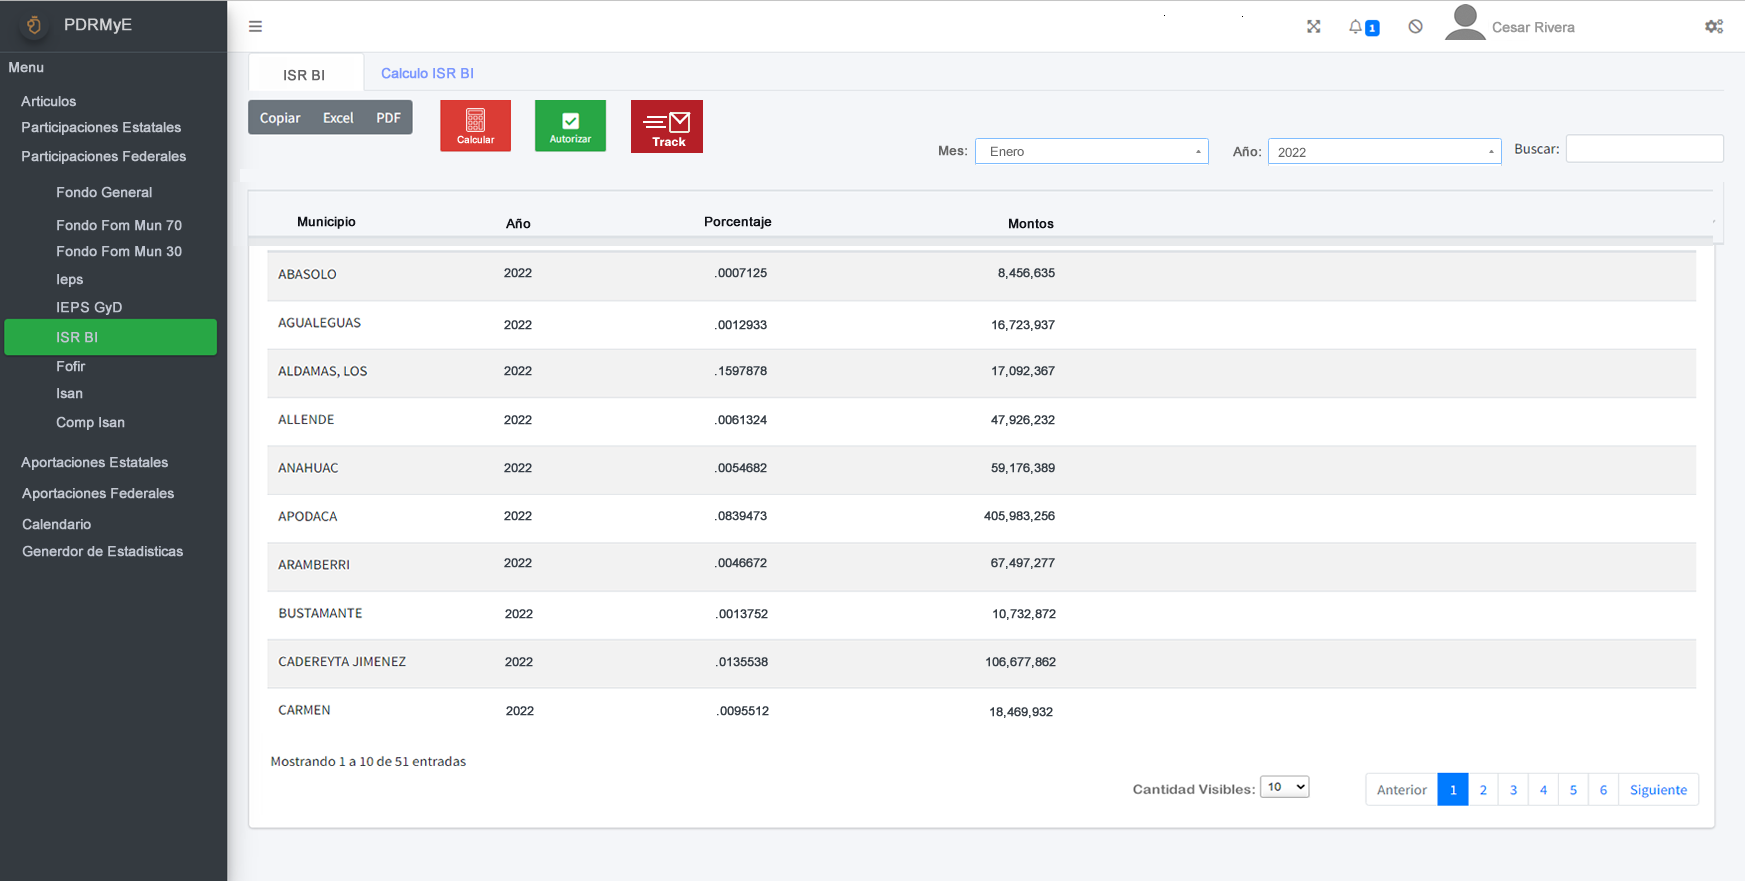 PDRMyE
1
Cesar Rivera
Menu
Articulos
Participaciones Estatales
Participaciones Federales
Fondo General
Fondo Fom Mun 70
Fondo Fom Mun 30
Ieps
IEPS GyD
ISR BI
Fofir
Isan
Comp Isan
Aportaciones Estatales
Aportaciones Federales
Calendario
Generdor de Estadisticas
ISR BI Calculo ISR BI
Copiar Excel PDF
Calcular
Autorizar
Track
Mes: Enero Año: 2022 Buscar:
Municipio Año Porcentaje Montos
ABASOLO 2022 .0007125 8,456,635
AGUALEGUAS 2022 .0012933 16,723,937
ALDAMAS, LOS 2022 .1597878 17,092,367
ALLENDE 2022 .0061324 47,926,232
ANAHUAC 2022 .0054682 59,176,389
APODACA 2022 .0839473 405,983,256
ARAMBERRI 2022 .0046672 67,497,277
BUSTAMANTE 2022 .0013752 10,732,872
CADEREYTA JIMENEZ 2022 .0135538 106,677,862
CARMEN 2022 .0095512 18,469,932
Mostrando 1 a 10 de 51 entradas
Cantidad Visibles: 10 Anterior 1 2 3 4 5 6 Siguiente